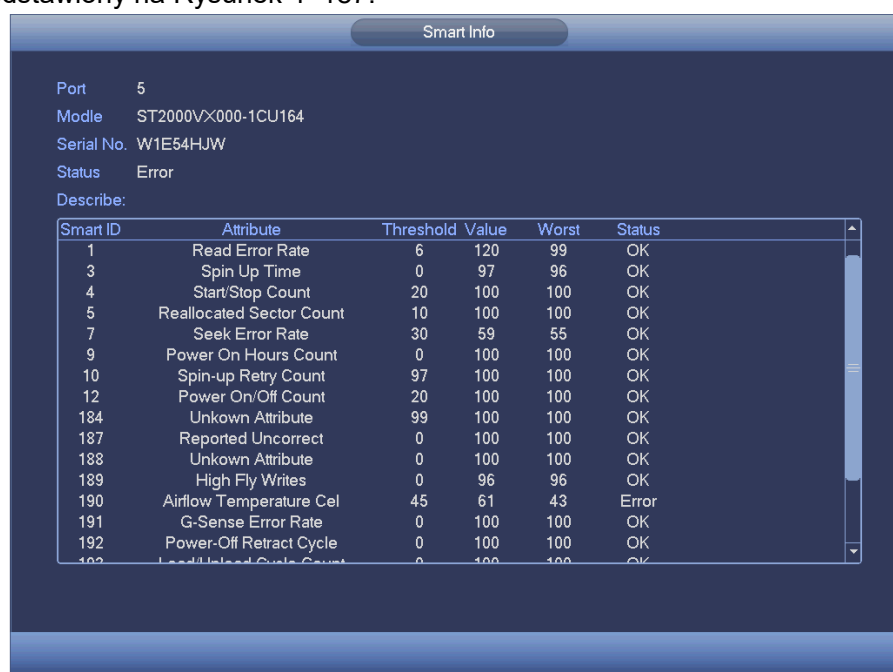 na Rysunek
Smart Info
Port 5
Modle ST2000VX000-1CU164
Serial No. W1E54HJW
Status Error
Describe:
Smart ID Attribute Threshold Value Worst Status
1 Read Error Rate 6 120 99 OK
3 Spin Up Time 0 97 96 OK
4 Start/Stop Count 20 100 100 OK
5 Reallocated Sector Count 10 100 100 OK
7 Seek Error Rate 30 59 55 OK
9 Power On Hours Count 0 100 100 OK
10 Spin-up Retry Count 97 100 100 OK
12 Power On/Off Count 20 100 100 OK
184 Unkown Attribute 99 100 100 OK
187 Reported Uncorrect 0 100 100 OK
188 Unkown Attribute 0 100 100 OK
189 High Fly Writes 0 96 96 OK
190 Airflow Temperature Cel 45 61 43 Error
191 G-Sense Error Rate 0 100 100 OK
192 Power-Off Retract Cycle 0 100 100 OK